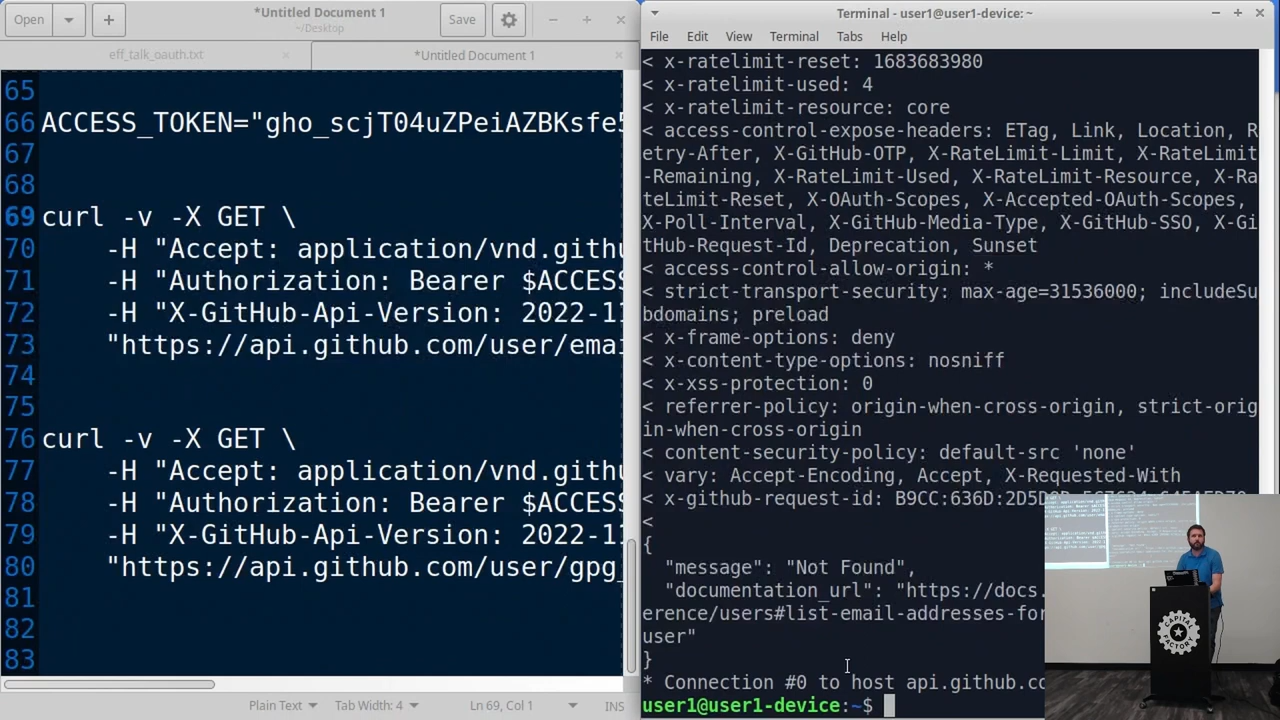 Open
*Untitled Document 1
~/Desktop
Save
eff_talk_oauth.txt
*Untitled Document 1
65
66 ACCESS_TOKEN="gho_scjT04uZPeiAZBKsfe5
67
68
69 curl -v -X GET \
70 -H "Accept: application/vnd.githu
71 -H "Authorization: Bearer $ACCESS
72 -H "X-GitHub-Api-Version: 2022-11
73 "https://api.github.com/user/emai
74
75
76 curl -v -X GET \
77 -H "Accept: application/vnd.githu
78 -H "Authorization: Bearer $ACCESS
79 -H "X-GitHub-Api-Version: 2022-11
80 "https://api.github.com/user/gpg_
81
82
83
Plain Text
Tab Width: 4
Ln 69, Col 1
INS
Terminal - user1@user1-device: ~
File Edit View Terminal Tabs Help
< x-ratelimit-reset: 1683683980
< x-ratelimit-used: 4
< x-ratelimit-resource: core
< access-control-expose-headers: ETag, Link, Location, R
etry-After, X-GitHub-OTP, X-RateLimit-Limit, X-RateLimit
-Remaining, X-RateLimit-Used, X-RateLimit-Resource, X-Ra
teLimit-Reset, X-OAuth-Scopes, X-Accepted-OAuth-Scopes,
X-Poll-Interval, X-GitHub-Media-Type, X-GitHub-SSO, X-Gi
tHub-Request-Id, Deprecation, Sunset
< access-control-allow-origin: *
< strict-transport-security: max-age=31536000; includeSu
bdomains; preload
< x-frame-options: deny
< x-content-type-options: nosniff
< x-xss-protection: 0
< referrer-policy: origin-when-cross-origin, strict-orig
in-when-cross-origin
< content-security-policy: default-src 'none'
< vary: Accept-Encoding, Accept, X-Requested-With
< x-github-request-id:
<
{
"message": "Not Found",
"documentation_url": "https://docs.
erence/users#list-email-addresses-for
user"
}
* Connection #0 to host api.github.co
user1@user1-device:~$
CAPITAL
FACTORY